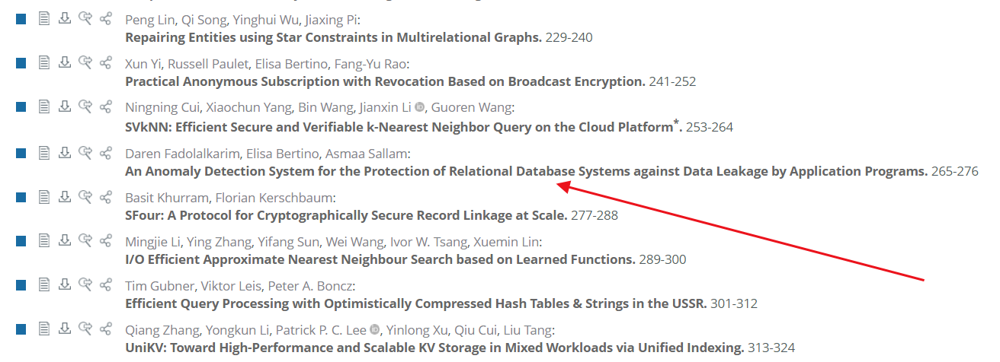 Peng Lin, Qi Song, Yinghui Wu, Jiaxing Pi:
Repairing Entities using Star Constraints in Multirelational Graphs. 229-240
Xun Yi, Russell Paulet, Elisa Bertino, Fang-Yu Rao:
Practical Anonymous Subscription with Revocation Based on Broadcast Encryption. 241-252
Ningning Cui, Xiaochun Yang, Bin Wang, Jianxin Li, Guoren Wang:
SVkNN: Efficient Secure and Verifiable k-Nearest Neighbor Query on the Cloud Platform*. 253-264
Daren Fadolalkarim, Elisa Bertino, Asmaa Sallam:
An Anomaly Detection System for the Protection of Relational Database Systems against Data Leakage by Application Programs. 265-276
Basit Khurram, Florian Kerschbaum:
SFour: A Protocol for Cryptographically Secure Record Linkage at Scale. 277-288
Mingjie Li, Ying Zhang, Yifang Sun, Wei Wang, Ivor W. Tsang, Xuemin Lin:
I/O Efficient Approximate Nearest Neighbour Search based on Learned Functions. 289-300
Tim Gubner, Viktor Leis, Peter A. Boncz:
Efficient Query Processing with Optimistically Compressed Hash Tables & Strings in the USSR. 301-312
Qiang Zhang, Yongkun Li, Patrick P. C. Lee, Yinlong Xu, Qiu Cui, Liu Tang:
UniKV: Toward High-Performance and Scalable KV Storage in Mixed Workloads via Unified Indexing. 313-324